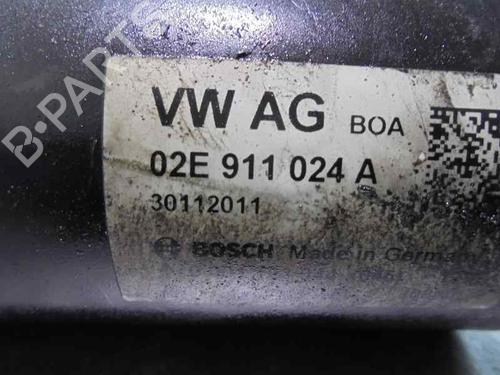 B-PARTS
VW AG BOA
02E 911 024 A
30112011
BOSCH Made in Germany